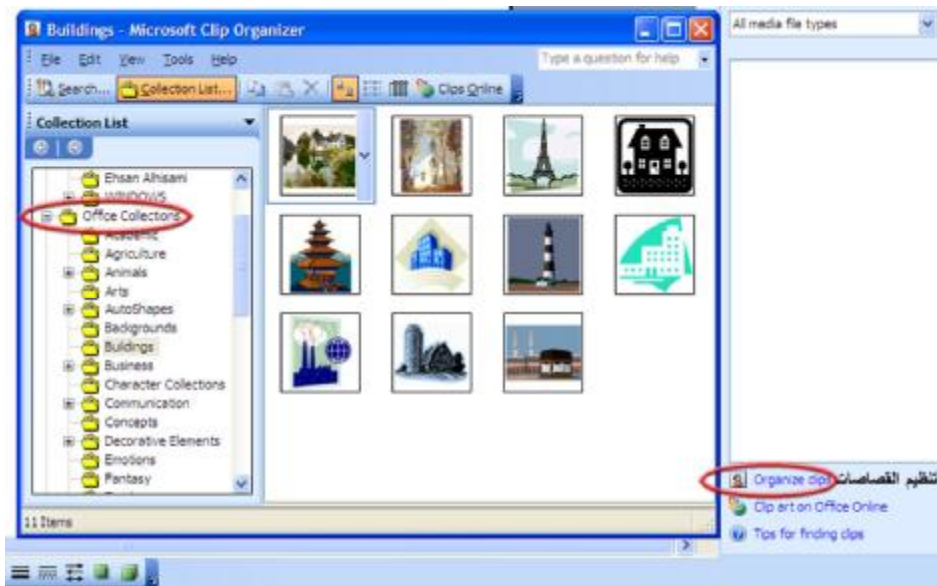 Buildings - Microsoft Clip Organizer
File Edit View Tools Help
Type a question for help
Search... Collection List... Clips Online
Collection List
Ehsan Alhisami
WINDOWS
Office Collections
Academic
Agriculture
Animals
Arts
AutoShapes
Backgrounds
Buildings
Business
Character Collections
Communication
Concepts
Decorative Elements
Emotions
Fantasy
11 Items
All media file types
Organize clips تنظيم القصاصات
Clip art on Office Online
Tips for finding clips